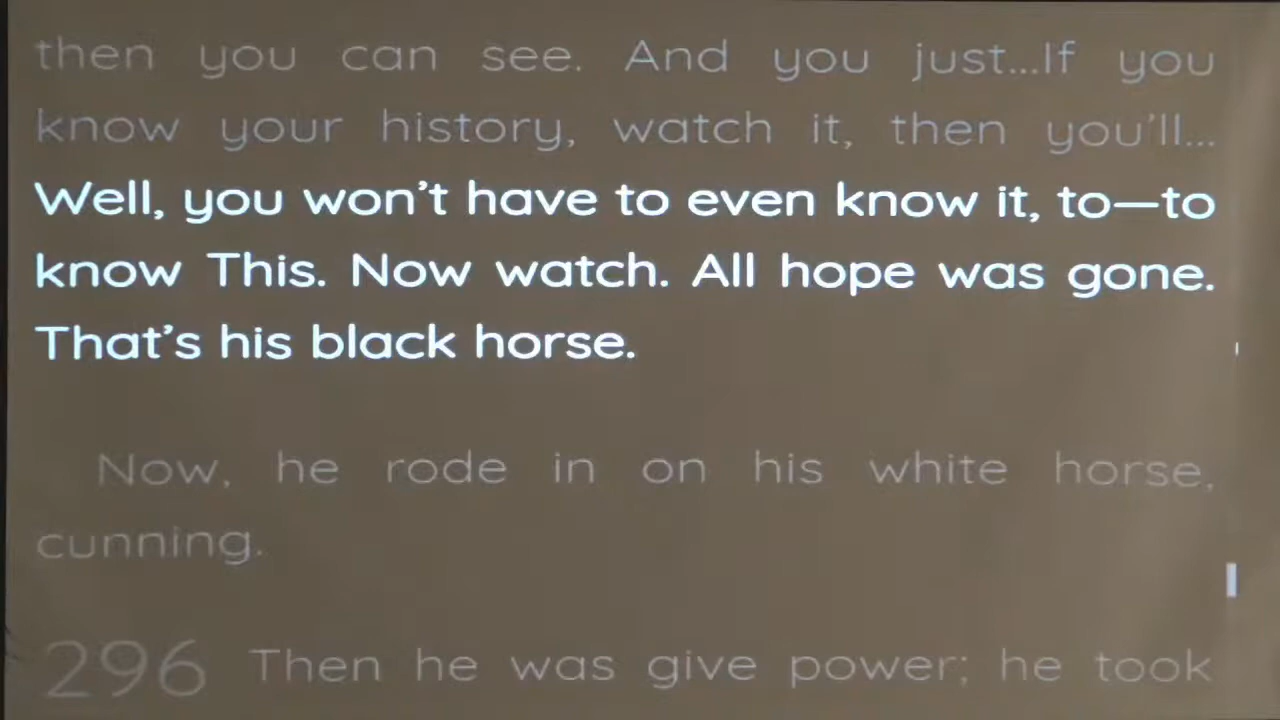 then you can see. And you just...If you
know your history, watch it, then you'll...
Well, you won't have to even know it, to—to
know This. Now watch. All hope was gone.
That's his black horse.
Now, he rode in on his white horse,
cunning.
296 Then he was give power; he took